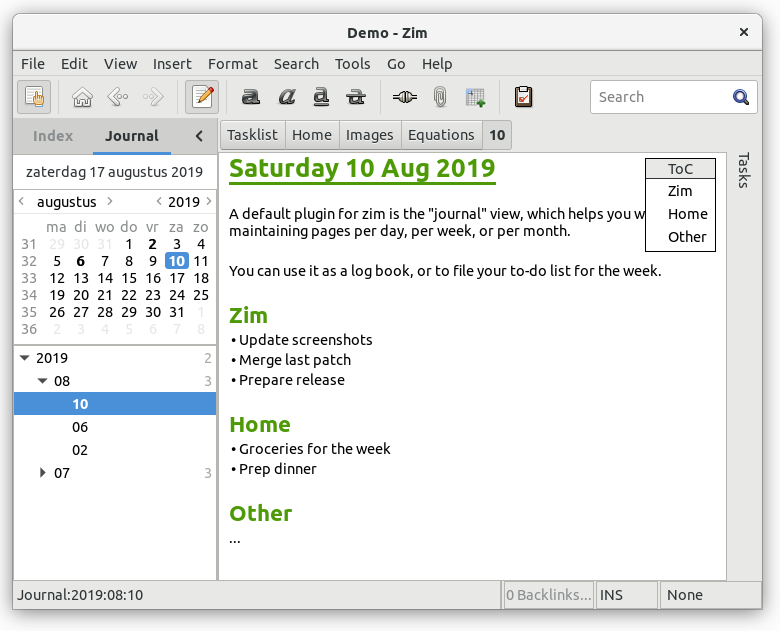 Demo - Zim
File Edit View Insert Format Search Tools Go Help
a a a a Search
Index Journal
Tasklist Home Images Equations 10
zaterdag 17 augustus 2019
augustus 2019
ma di wo do vr za zo
31 29 30 31 1 2 3 4
32 5 6 7 8 9 10 11
33 12 13 14 15 16 17 18
34 19 20 21 22 23 24 25
35 26 27 28 29 30 31 1
36 2 3 4 5 6 7 8
2019 2
08 3
10
06
02
07 3
Saturday 10 Aug 2019
A default plugin for zim is the "journal" view, which helps you
maintaining pages per day, per week, or per month.
You can use it as a log book, or to file your to-do list for the week.
Zim
• Update screenshots
• Merge last patch
• Prepare release
Home
• Groceries for the week
• Prep dinner
Other
...
ToC
Zim
Home
Other
Tasks
Journal:2019:08:10
0 Backlinks...
INS
None